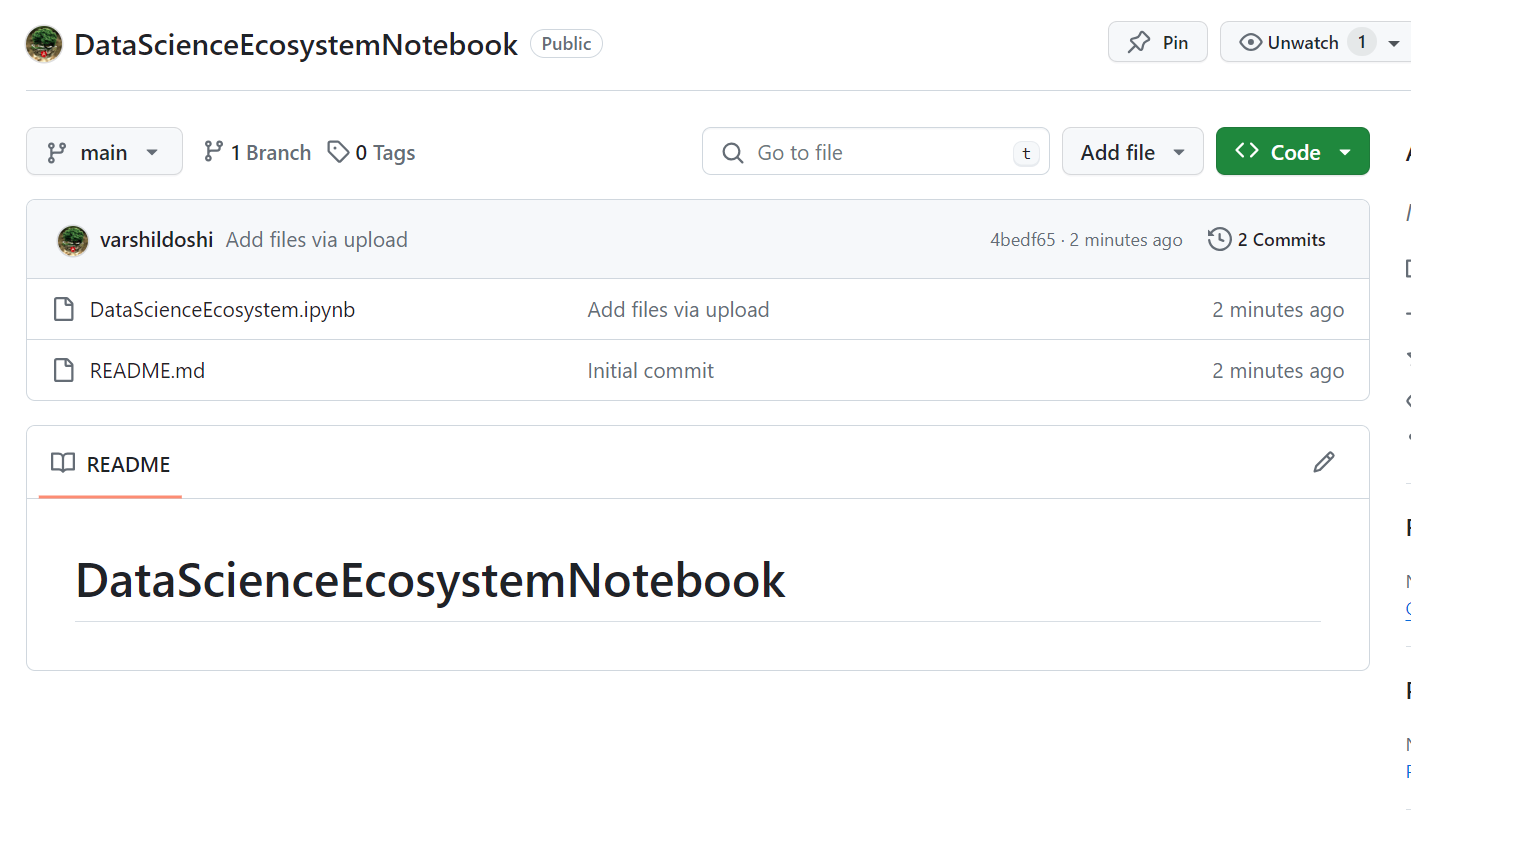 DataScienceEcosystemNotebook Public Pin Unwatch 1
main 1 Branch 0 Tags Go to file t Add file Code
varshildoshi Add files via upload 4bedf65 · 2 minutes ago 2 Commits
DataScienceEcosystem.ipynb Add files via upload 2 minutes ago
README.md Initial commit 2 minutes ago
README
DataScienceEcosystemNotebook